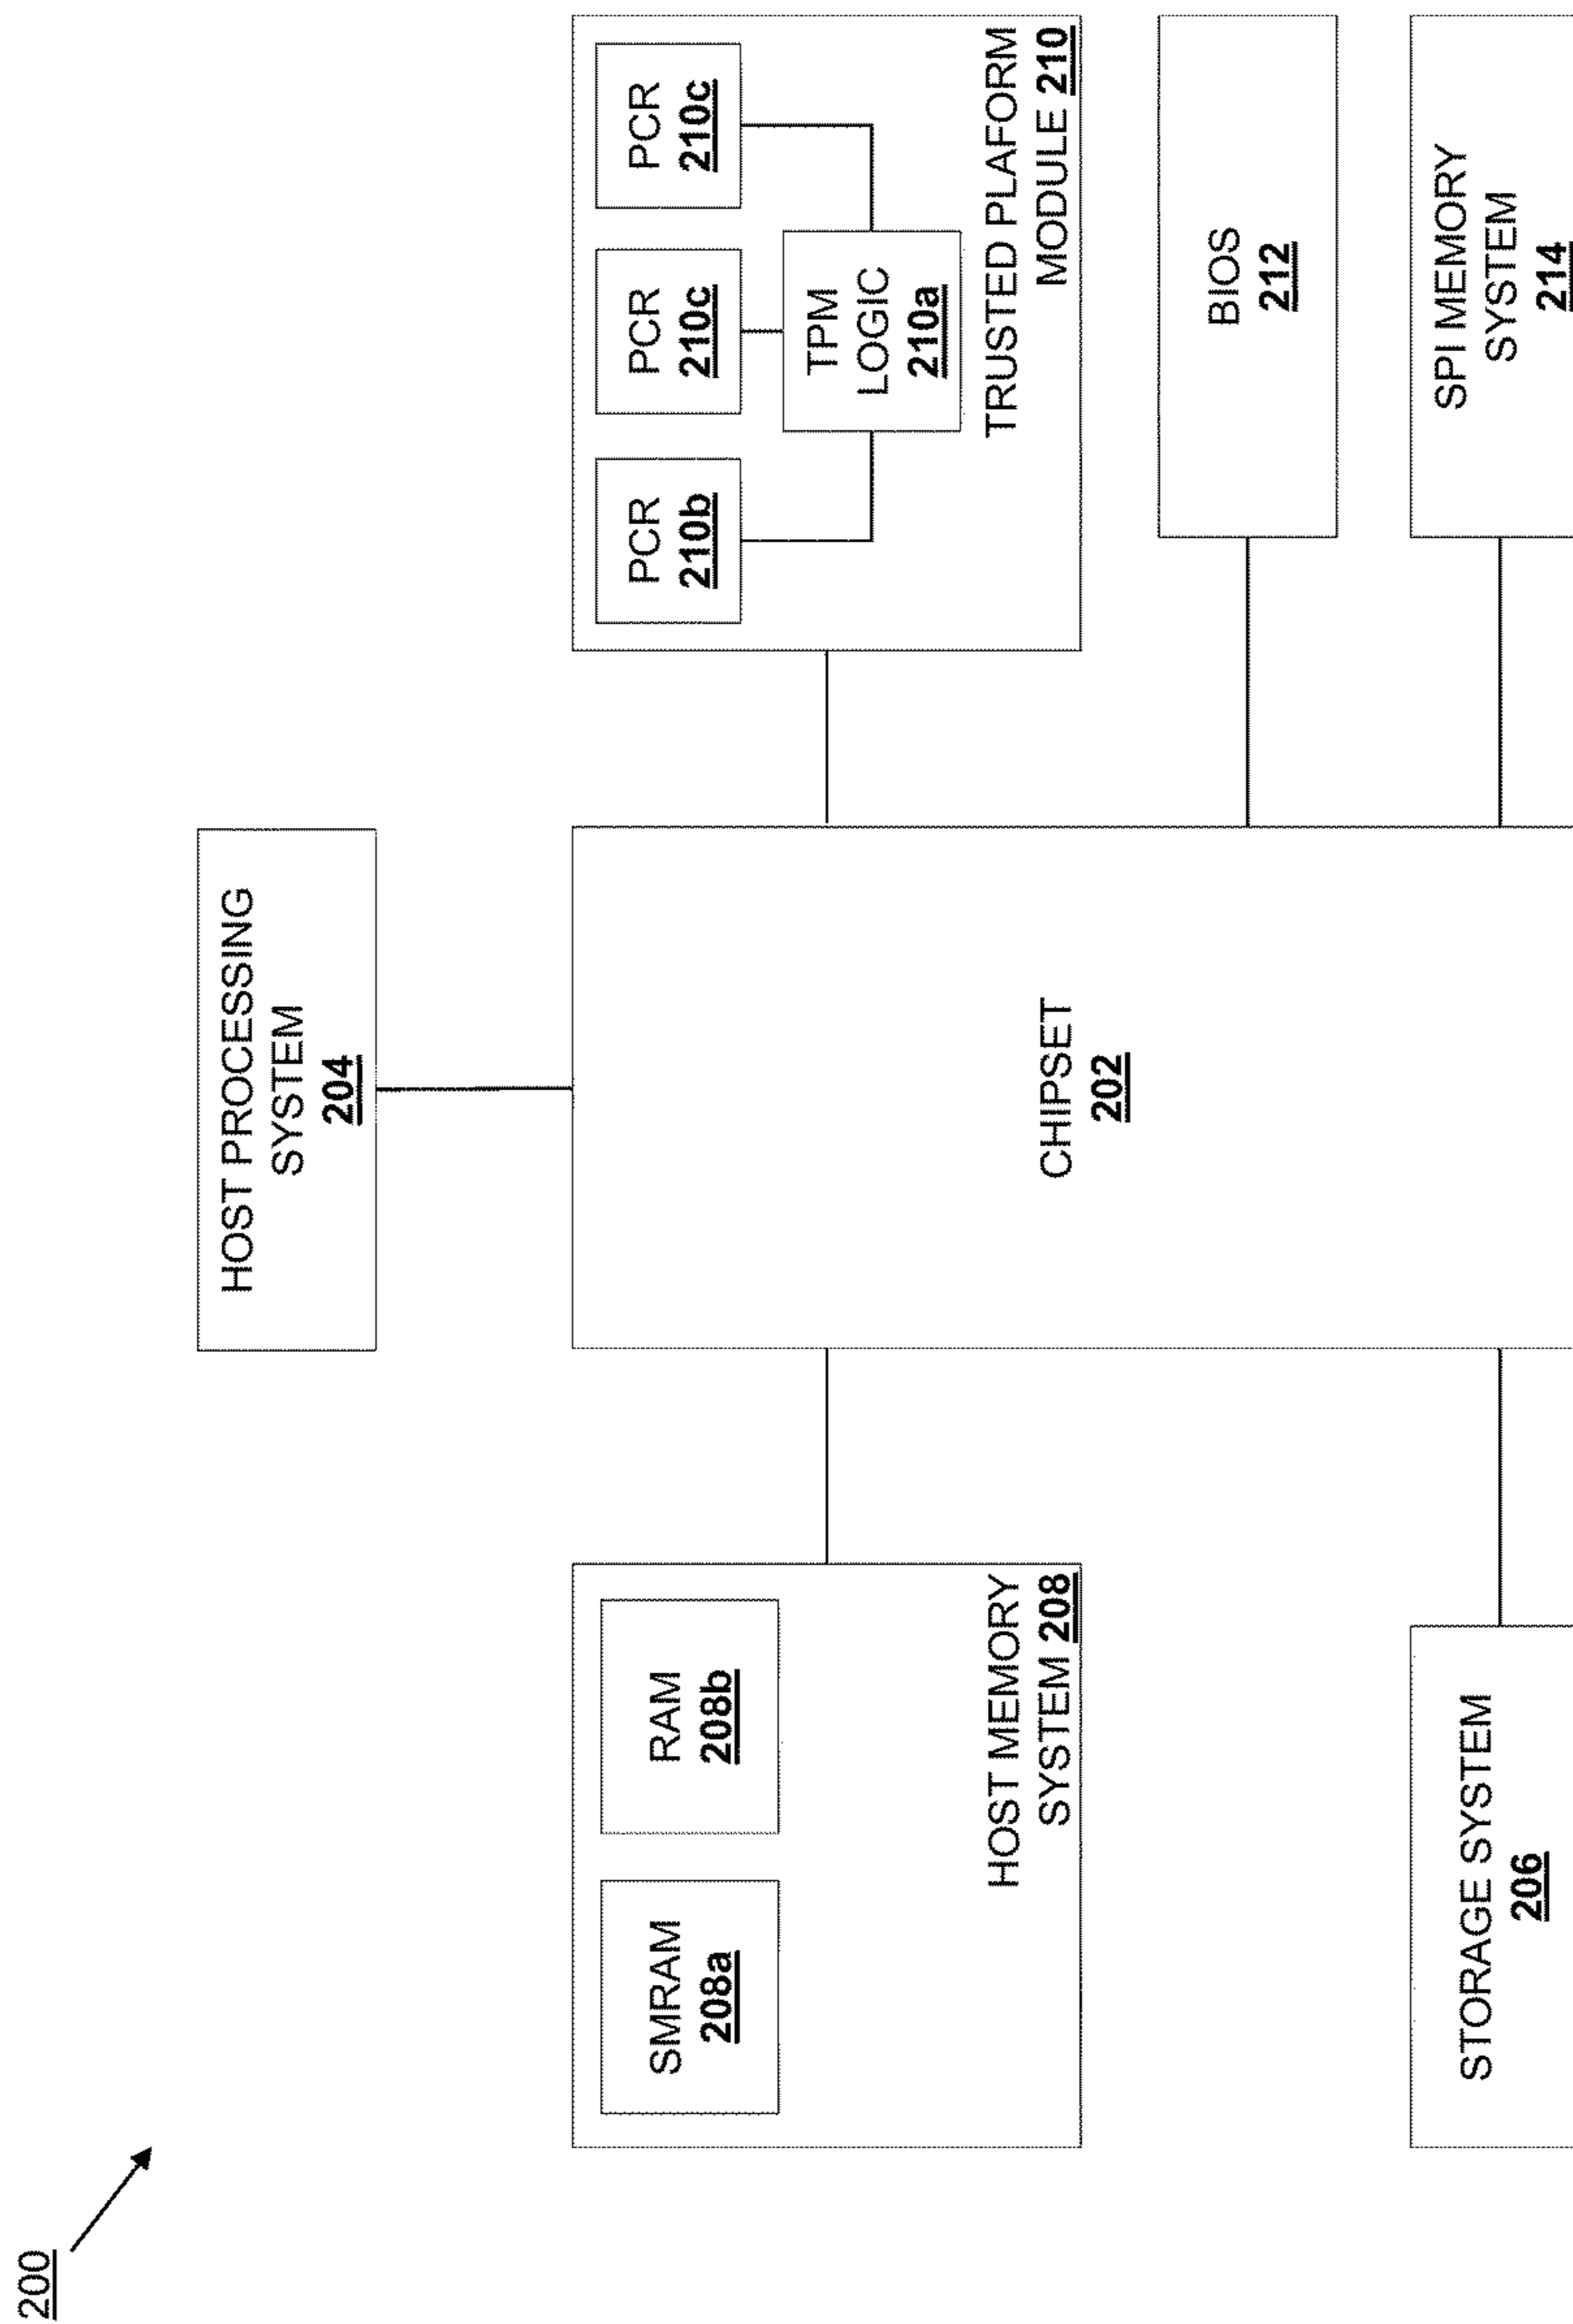 200
HOST PROCESSING
SYSTEM
204
SMRAM
208a
RAM
208b
HOST MEMORY
SYSTEM 208
CHIPSET
202
PCR
210b
PCR
210c
PCR
210c
TPM
LOGIC
210a
TRUSTED PLAFORM
MODULE 210
BIOS
212
STORAGE SYSTEM
206
SPI MEMORY
SYSTEM
214